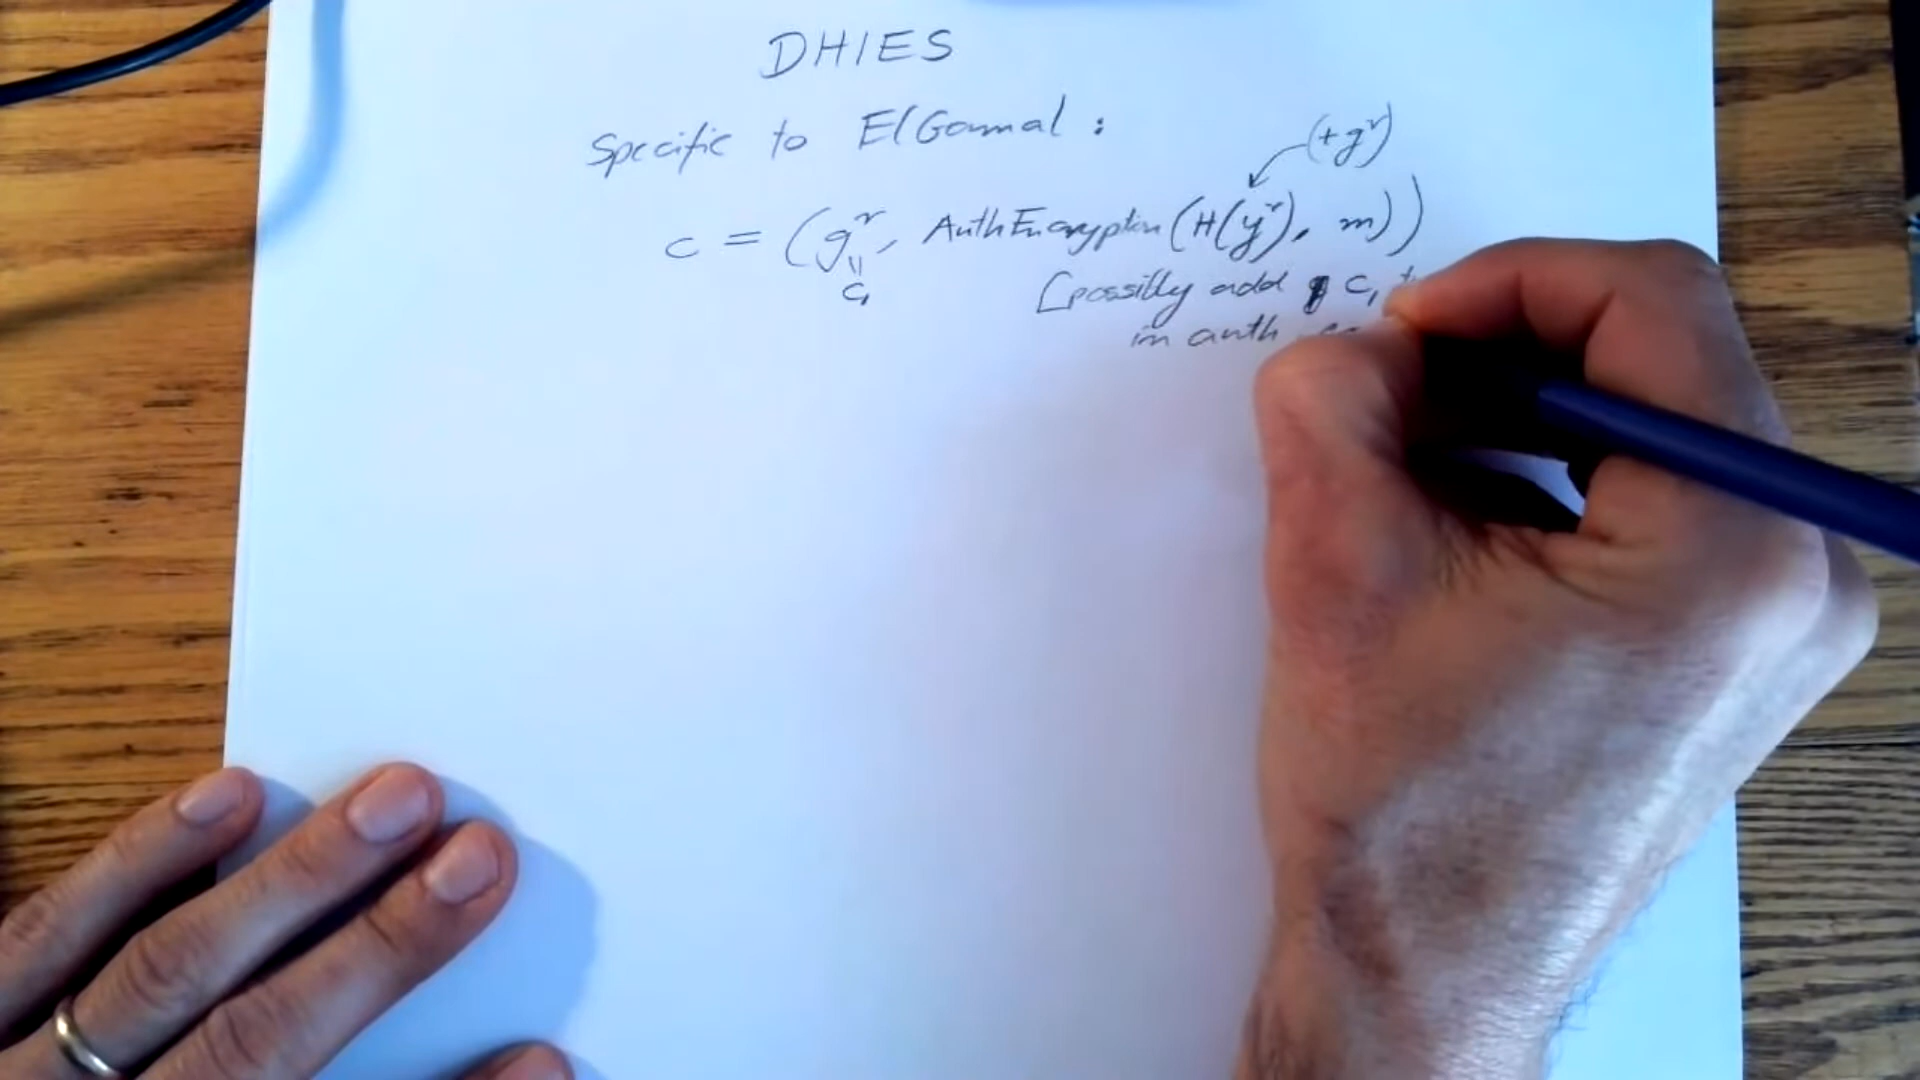 DHIES
Specific to ElGamal :
(+g^r)
c = (g^r, AuthEncryption(H(y^r), m))
=
c₁
[possibly add c₁
in auth